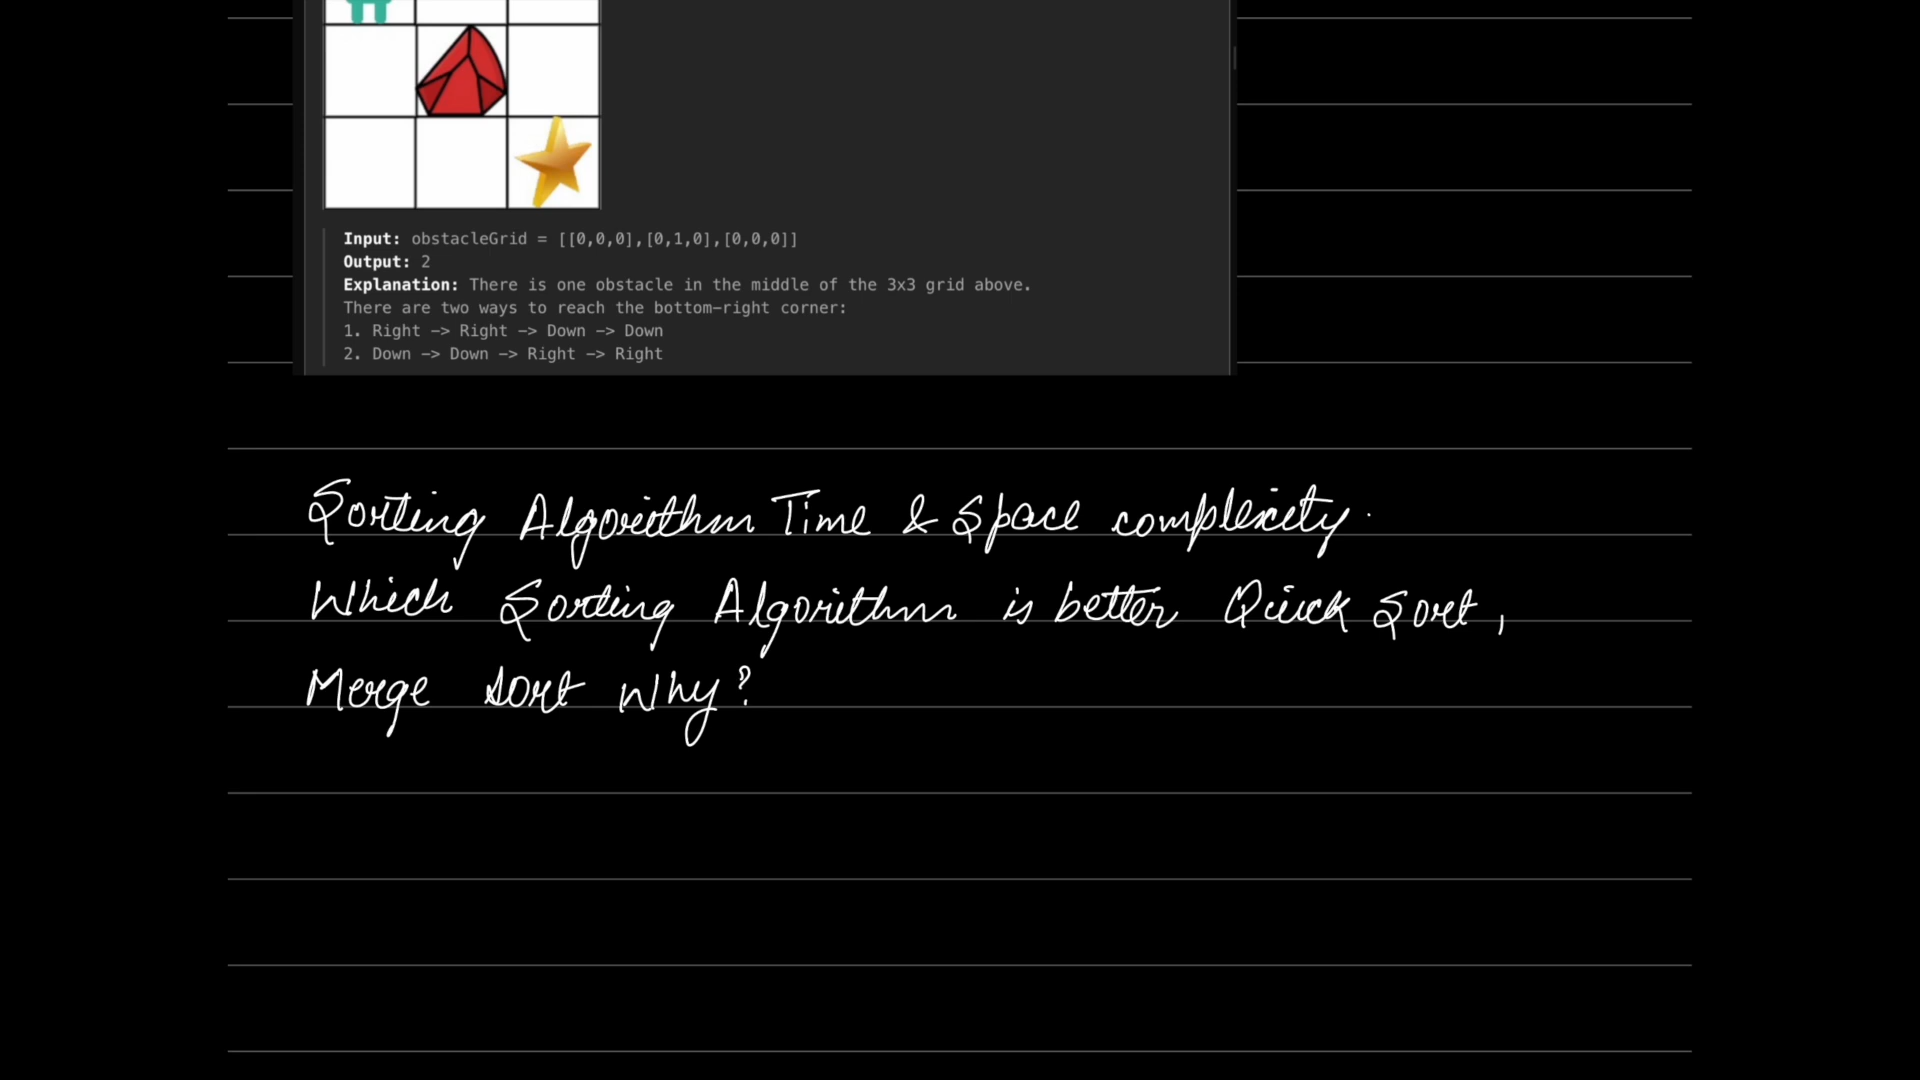 Input: obstacleGrid = [[0,0,0],[0,1,0],[0,0,0]]
Output: 2
Explanation: There is one obstacle in the middle of the 3x3 grid above.
There are two ways to reach the bottom-right corner:
1. Right -> Right -> Down -> Down
2. Down -> Down -> Right -> Right
Sorting Algorithm Time & Space complexity.
Which Sorting Algorithm is better Quick Sort,
Merge sort Why?